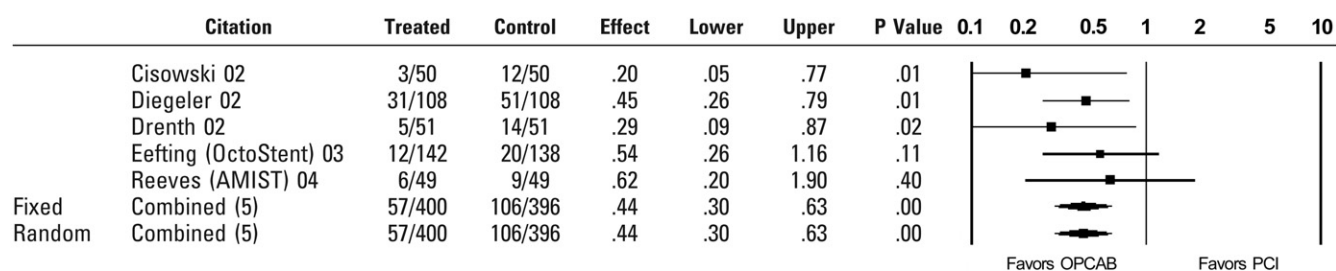 Citation Treated Control Effect Lower Upper P Value 0.1 0.2 0.5 1 2 5 10
Cisowski 02 3/50 12/50 .20 .05 .77 .01
Diegeler 02 31/108 51/108 .45 .26 .79 .01
Drenth 02 5/51 14/51 .29 .09 .87 .02
Eefting (OctoStent) 03 12/142 20/138 .54 .26 1.16 .11
Reeves (AMIST) 04 6/49 9/49 .62 .20 1.90 .40
Fixed Combined (5) 57/400 106/396 .44 .30 .63 .00
Random Combined (5) 57/400 106/396 .44 .30 .63 .00
Favors OPCAB Favors PCI